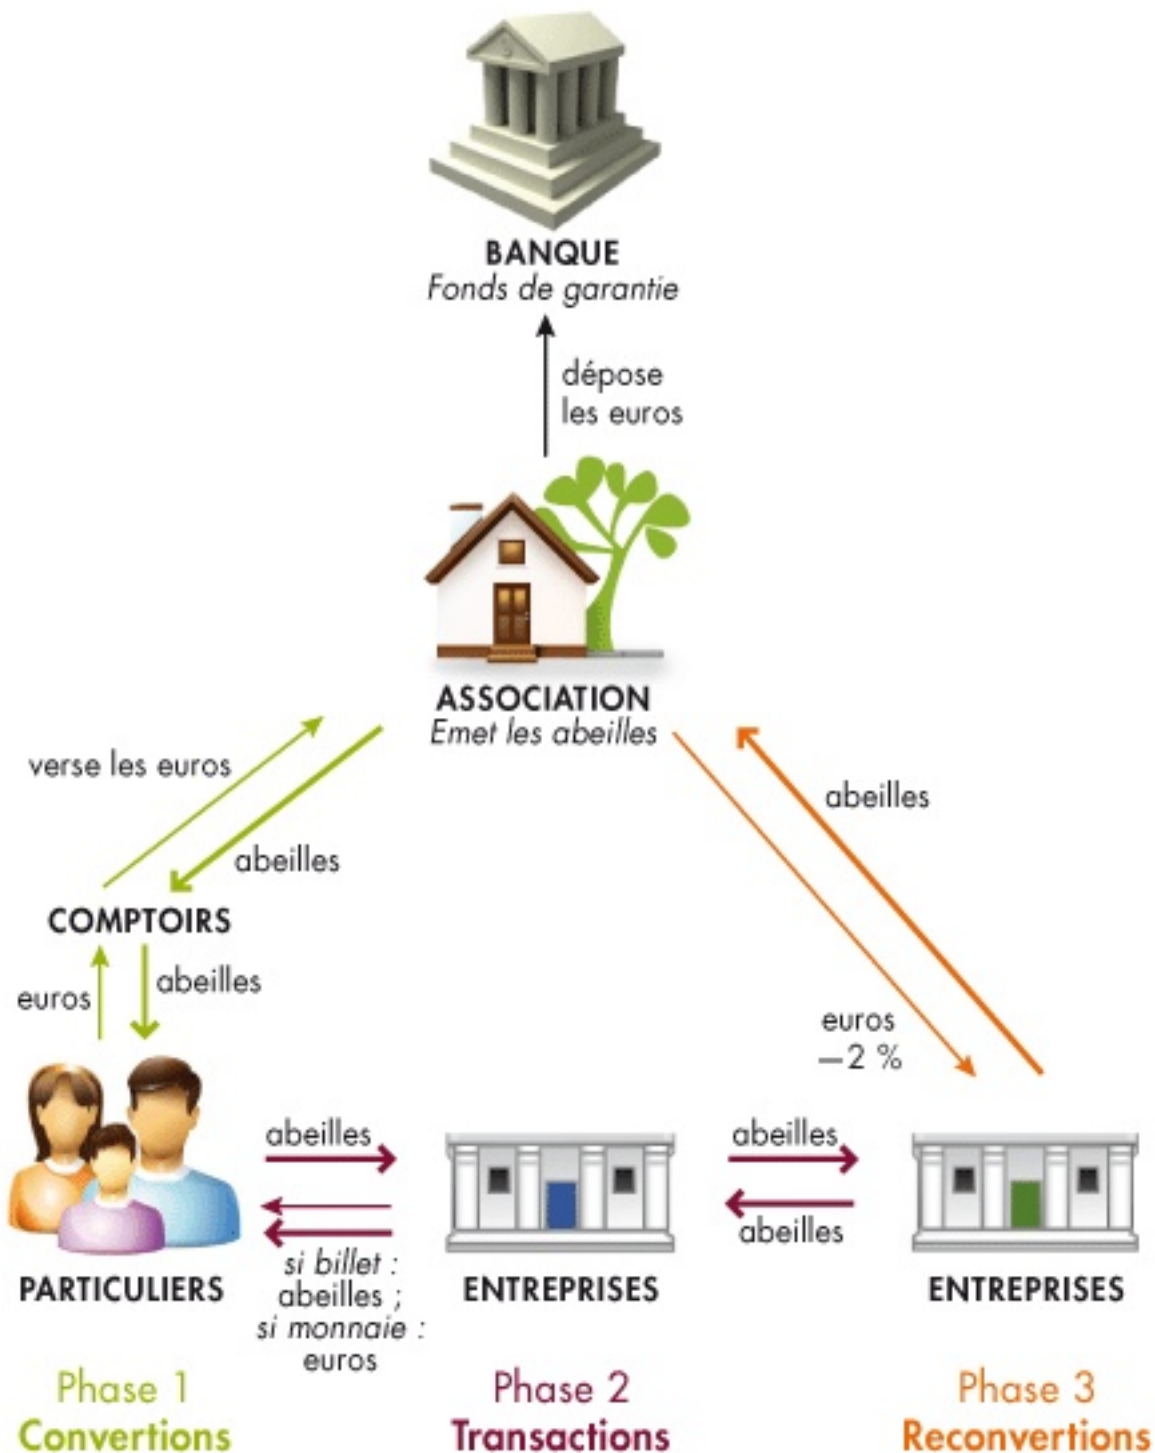 BANQUE
Fonds de garantie
dépose
les euros
ASSOCIATION
Emet les abeilles
verse les euros
abeilles
abeilles
COMPTOIRS
euros
abeilles
euros
—2 %
abeilles
abeilles
abeilles
si billet :
abeilles ;
si monnaie :
euros
PARTICULIERS
ENTREPRISES
ENTREPRISES
Phase 1
Convertions
Phase 2
Transactions
Phase 3
Reconvertions